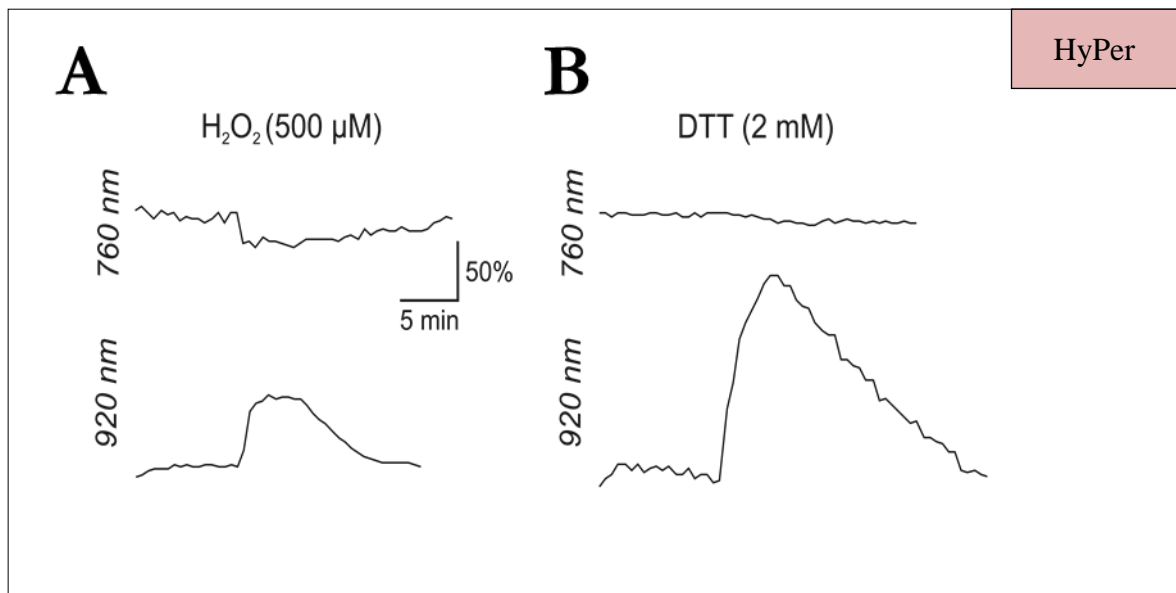 A
B
HyPer
H₂O₂ (500 µM)
DTT (2 mM)
760 nm
760 nm
50%
5 min
920 nm
920 nm